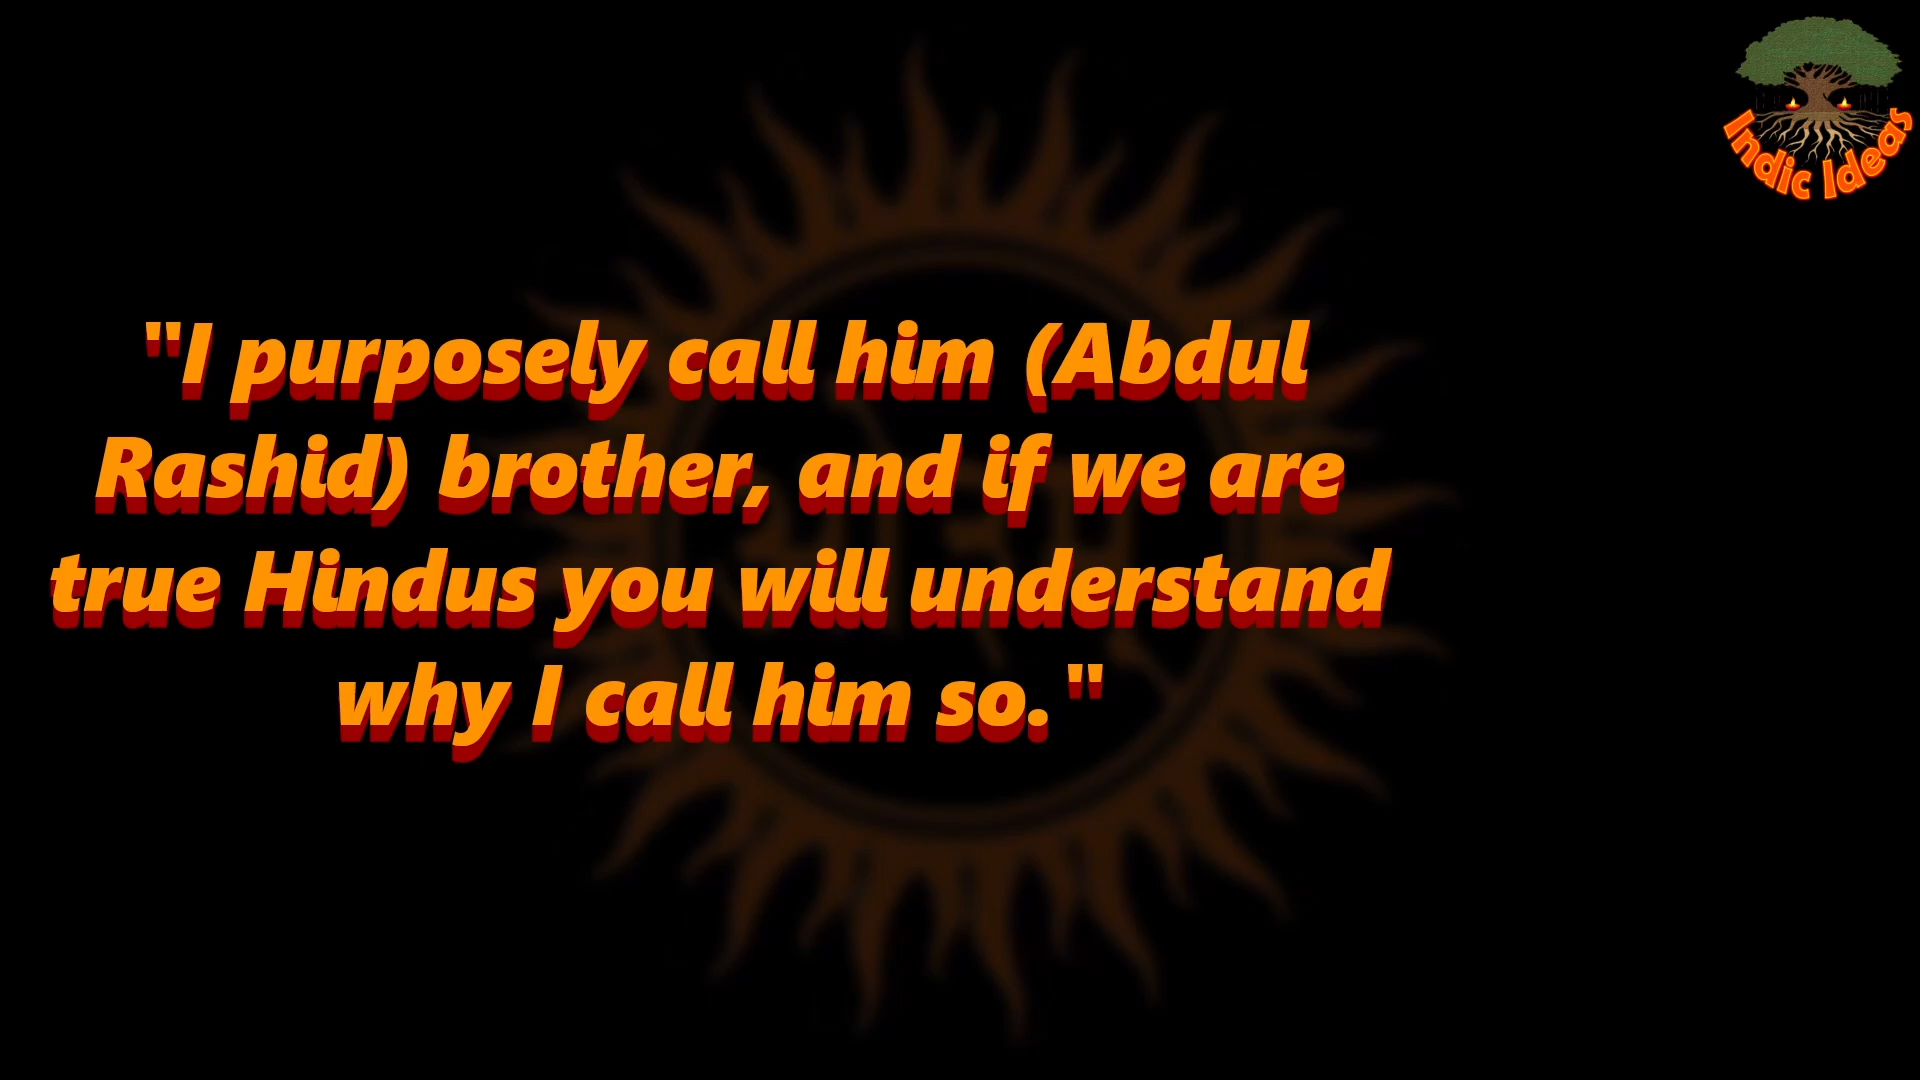 "I purposely call him (Abdul
Rashid) brother, and if we are
true Hindus you will understand
why I call him so."
Indic Ideas